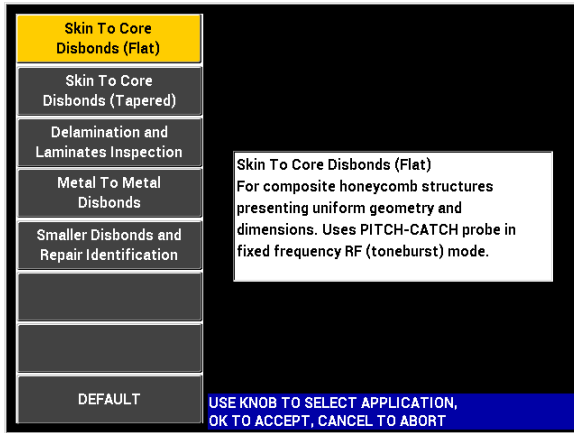 Skin To Core
Disbonds (Flat)
Skin To Core
Disbonds (Tapered)
Delamination and
Laminates Inspection
Metal To Metal
Disbonds
Smaller Disbonds and
Repair Identification
DEFAULT
Skin To Core Disbonds (Flat)
For composite honeycomb structures
presenting uniform geometry and
dimensions. Uses PITCH-CATCH probe in
fixed frequency RF (toneburst) mode.
USE KNOB TO SELECT APPLICATION,
OK TO ACCEPT, CANCEL TO ABORT